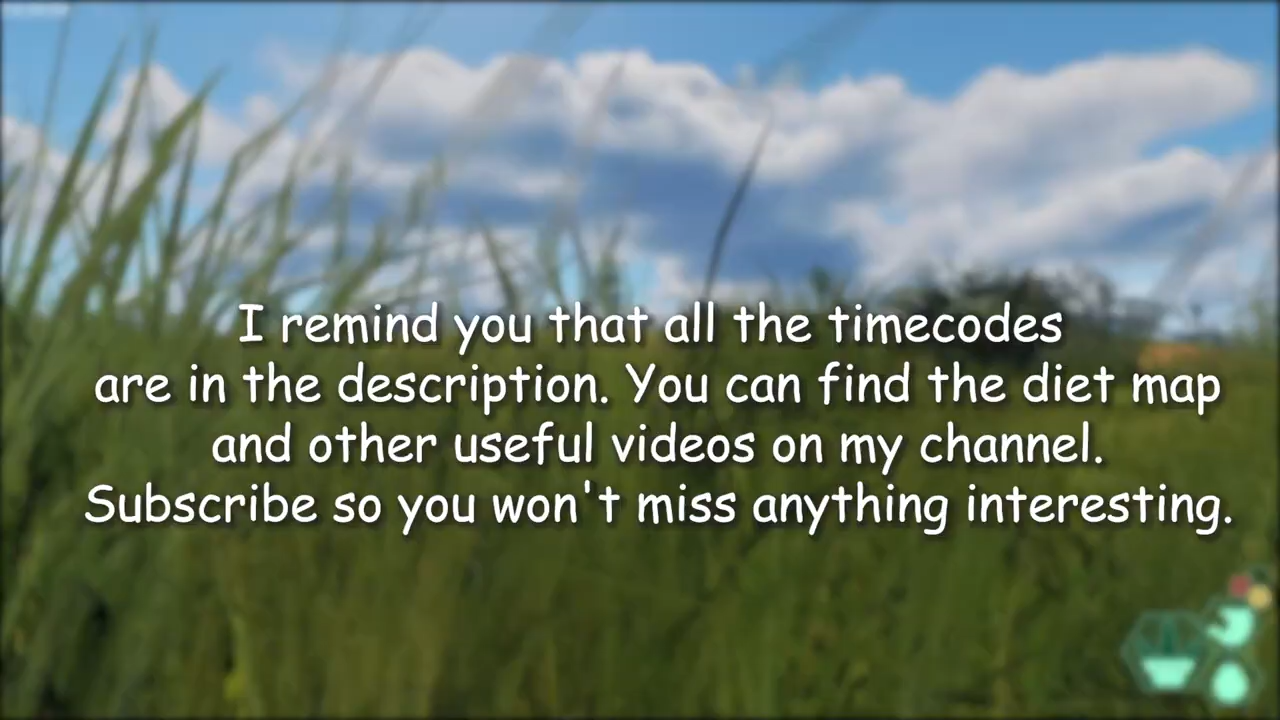 I remind you that all the timecodes
are in the description. You can find the diet map
and other useful videos on my channel.
Subscribe so you won't miss anything interesting.